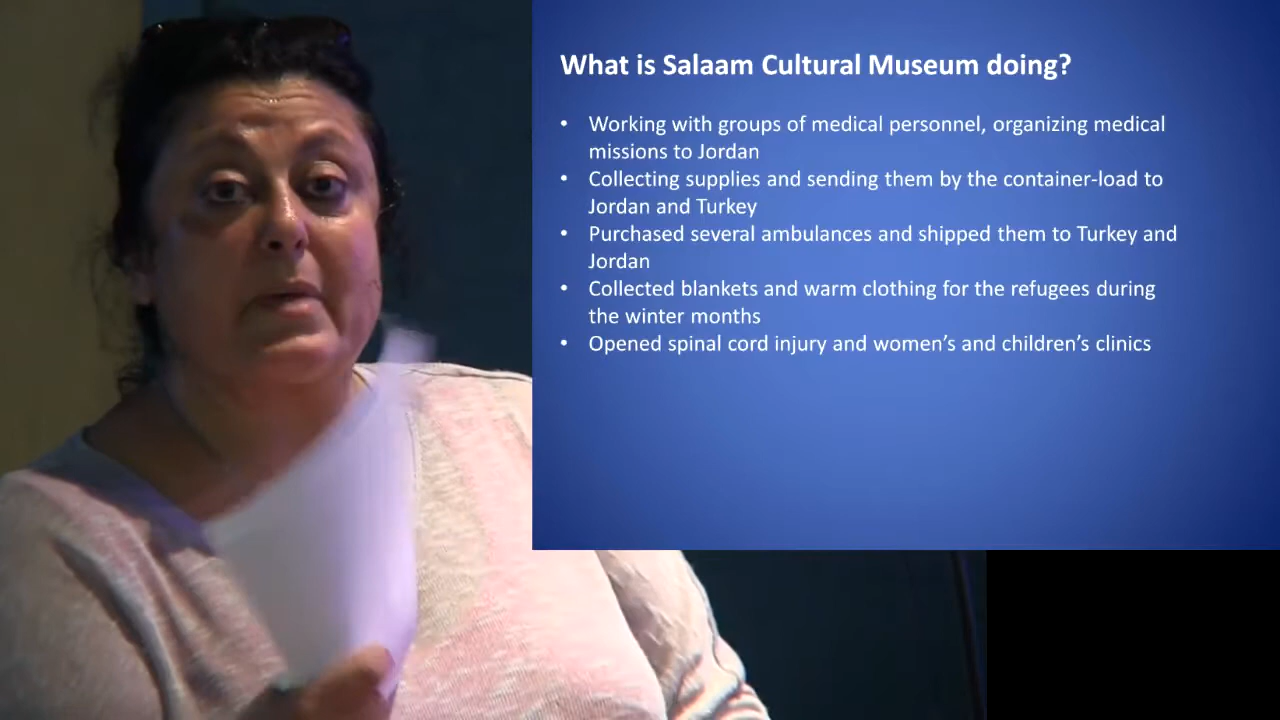 What is Salaam Cultural Museum doing?
• Working with groups of medical personnel, organizing medical
missions to Jordan
• Collecting supplies and sending them by the container-load to
Jordan and Turkey
• Purchased several ambulances and shipped them to Turkey and
Jordan
• Collected blankets and warm clothing for the refugees during
the winter months
• Opened spinal cord injury and women’s and children’s clinics